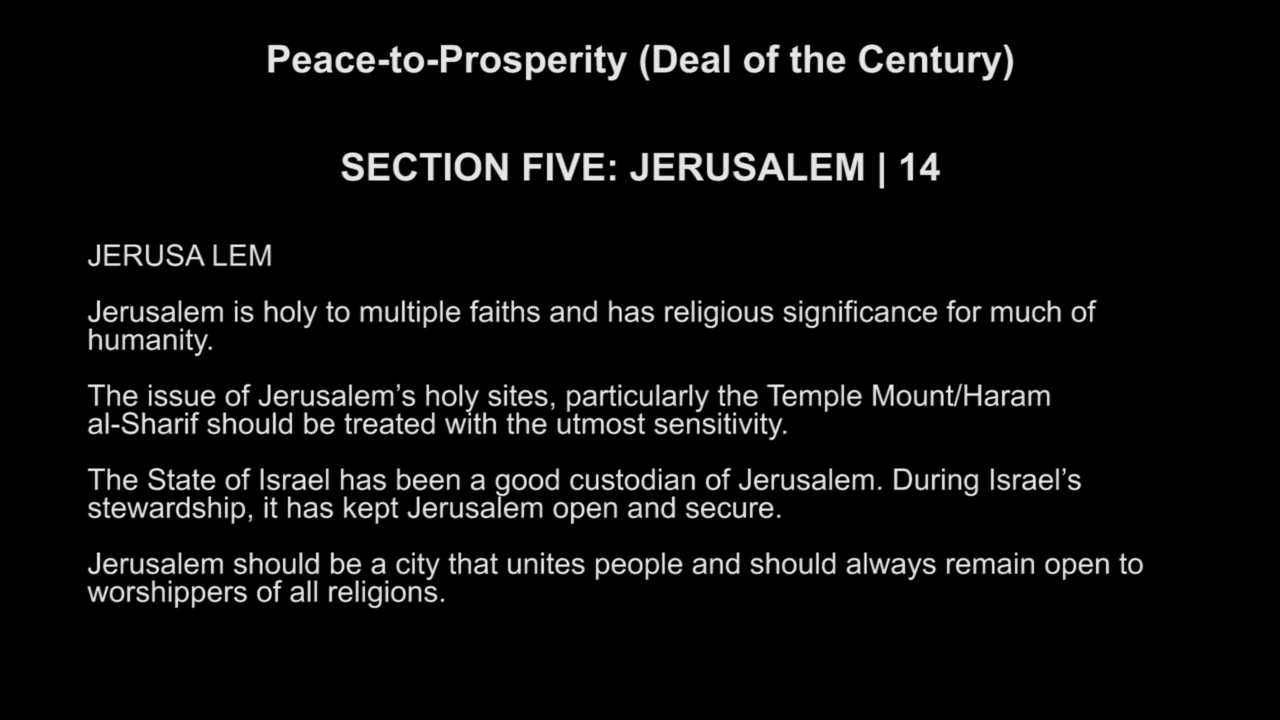 Peace-to-Prosperity (Deal of the Century)
SECTION FIVE: JERUSALEM | 14
JERUSA LEM
Jerusalem is holy to multiple faiths and has religious significance for much of
humanity.
The issue of Jerusalem’s holy sites, particularly the Temple Mount/Haram
al-Sharif should be treated with the utmost sensitivity.
The State of Israel has been a good custodian of Jerusalem. During Israel’s
stewardship, it has kept Jerusalem open and secure.
Jerusalem should be a city that unites people and should always remain open to
worshippers of all religions.